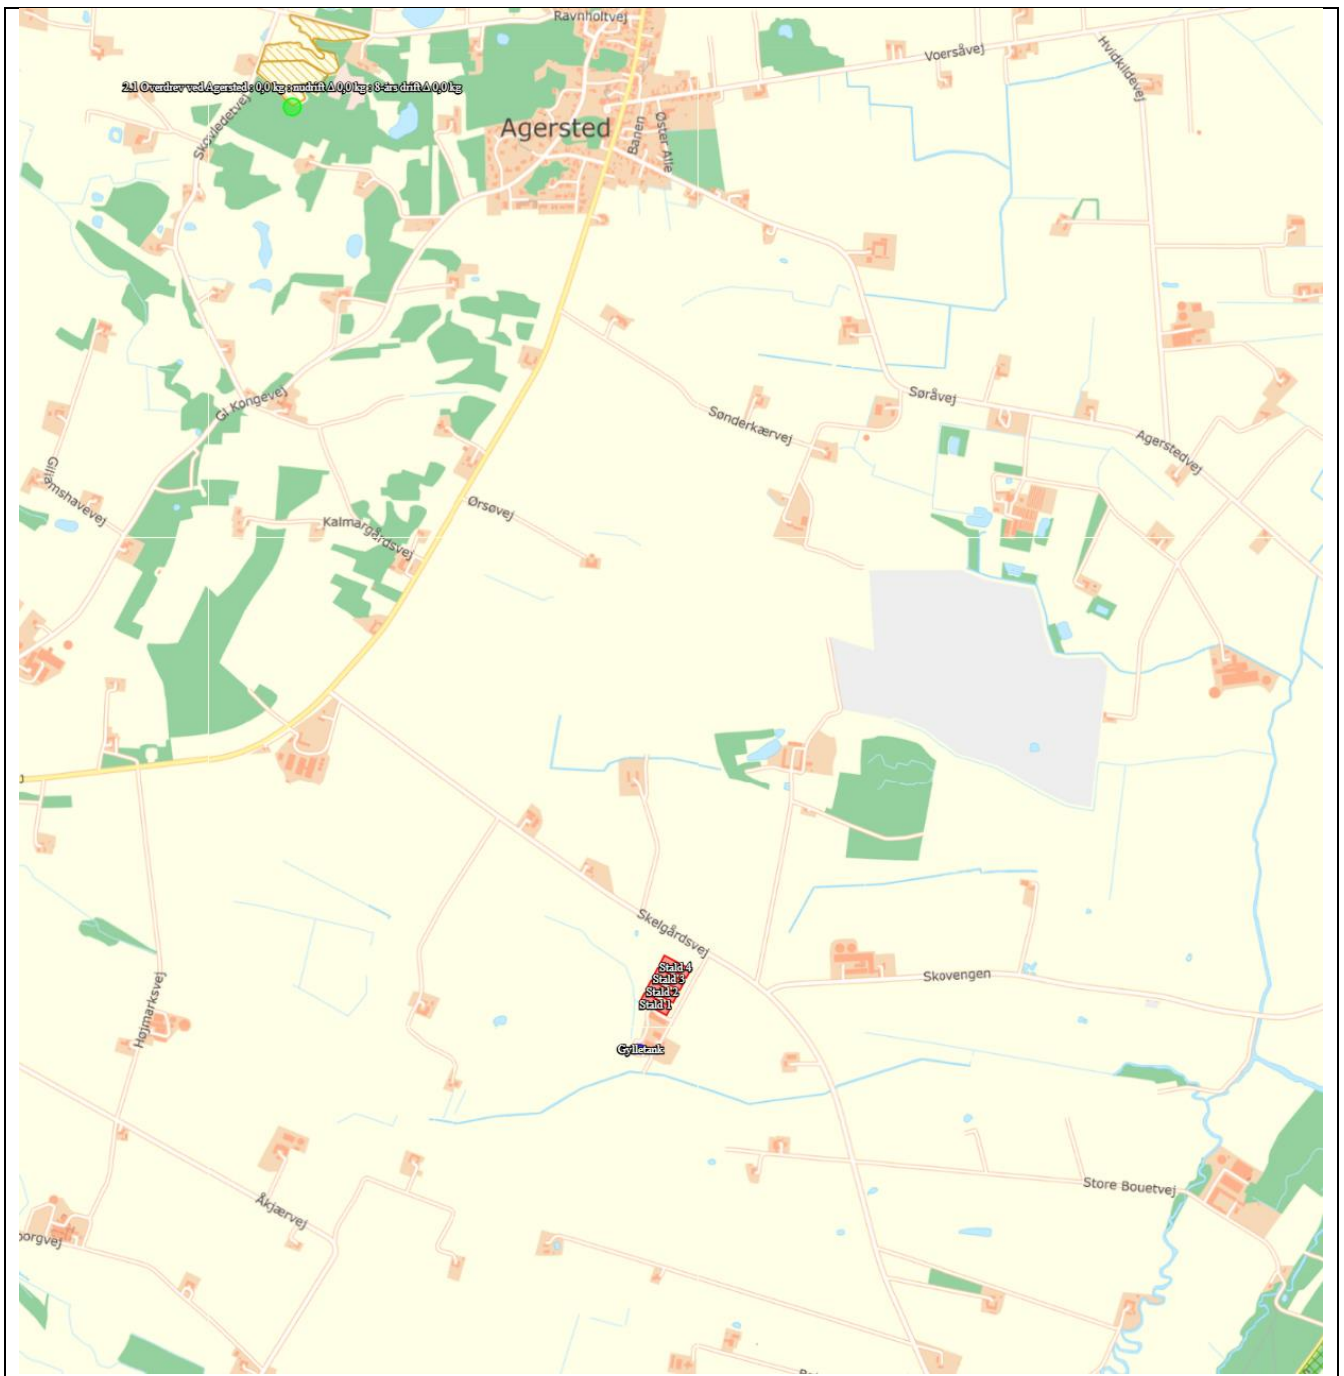 Ravnholtvej
Voersåvej
Hvidkildevej
2.1 Overdrev ved Agersted : 0,0 kg : nudrift Δ 0,0 kg : 8-års drift Δ 0,0 kg
Skovledetvej
Agersted
Banen
Øster Alle
Gl Kongevej
Søråvej
Sønderkærvej
Agerstedvej
Ørsøvej
Kalmargårdsvej
Skelgårdsvej
Stald 4
Stald 3
Stald 2
Stald 1
Skovengen
Højmarksvej
Gylletank
Store Bouetvej
Åkjærvej